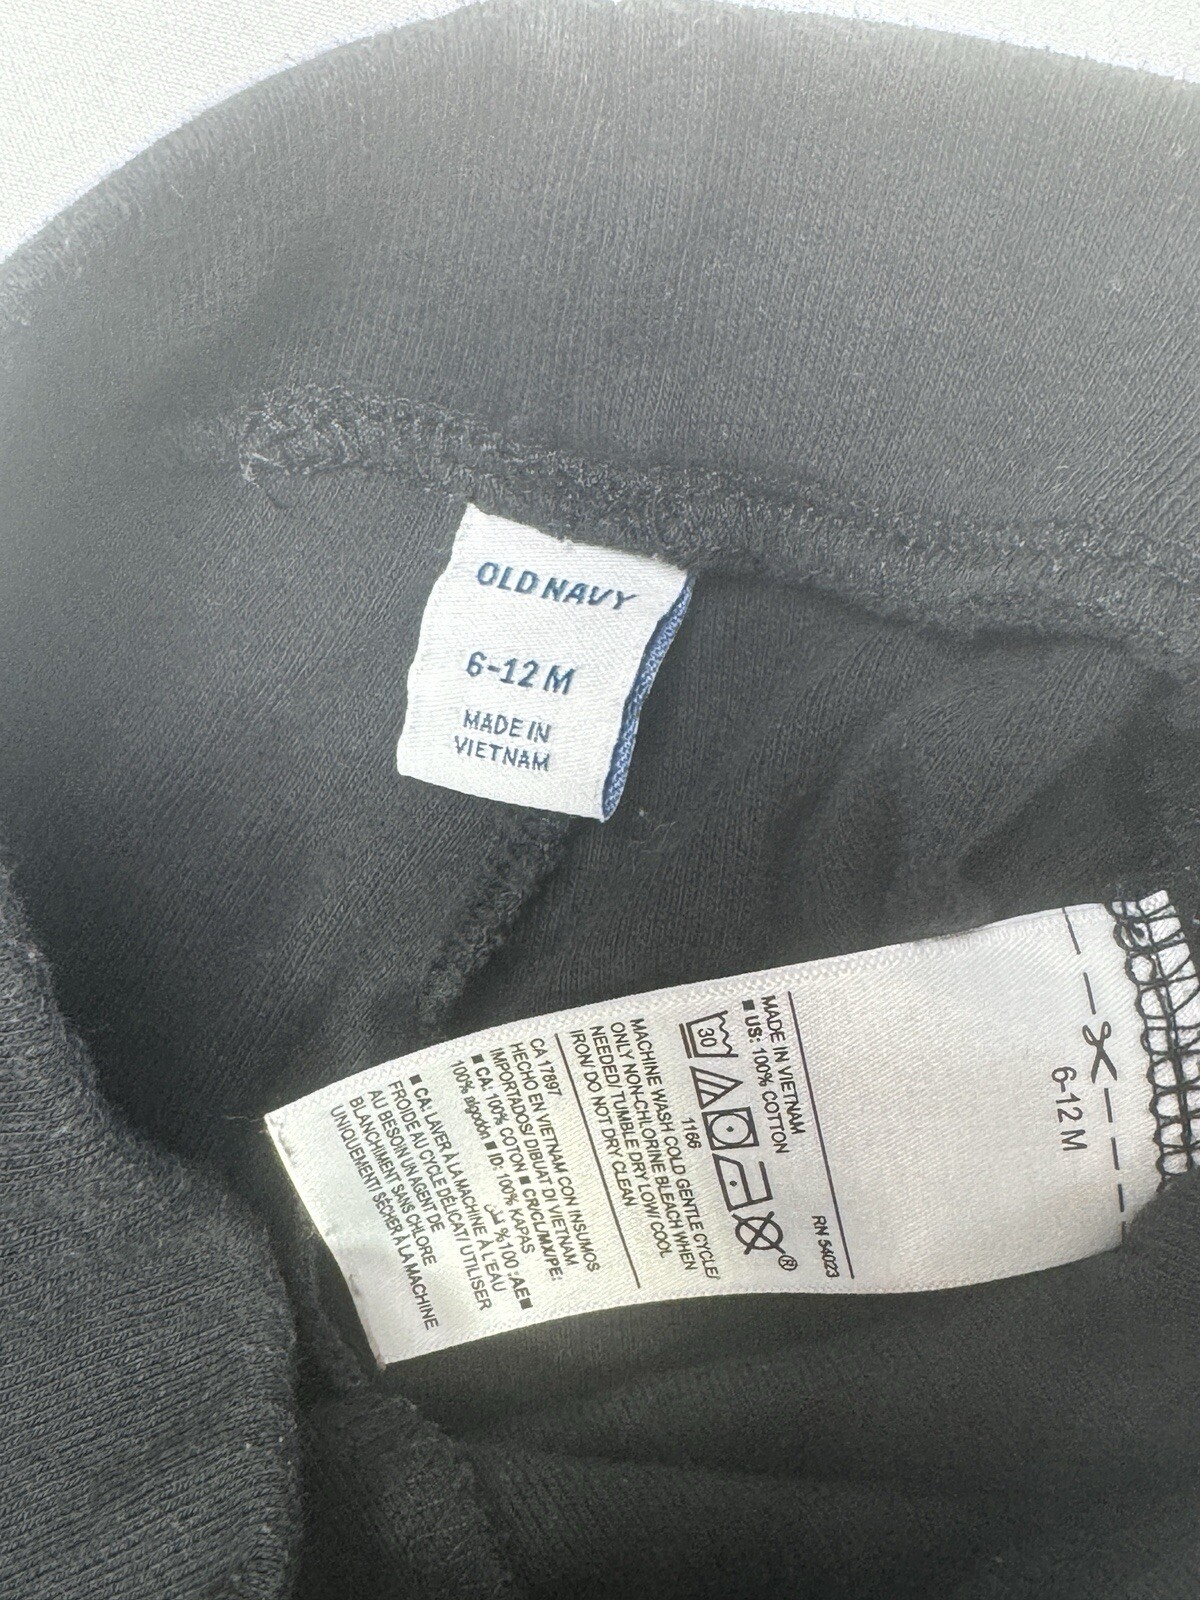 OLD NAVY
6-12 M
MADE IN
VIETNAM
6-12 M
RN 54023
MADE IN VIETNAM
■ US: 100% COTTON
30
®
1166
MACHINE WASH COLD GENTLE CYCLE/
ONLY NON-CHLORINE BLEACH WHEN
NEEDED/ TUMBLE DRY LOW/ COOL
IRON/ DO NOT DRY CLEAN
CA 17897
HECHO EN VIETNAM CON INSUMOS
IMPORTADOS/ DIBUAT DI VIETNAM
■ CA: 100% COTON ■ CR/CL/MX/PE:
100% algodón ■ ID: 100% KAPAS
■AE: 100%
■ CA: LAVER À LA MACHINE À L'EAU
FROIDE AU CYCLE DÉLICAT/ UTILISER
AU BESOIN UN AGENT DE
BLANCHIMENT SANS CHLORE
UNIQUEMENT/ SÉCHER À LA MACHINE